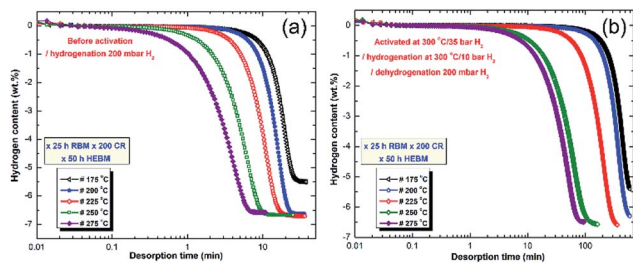 (a)
Before activation
/ hydrogenation 200 mbar H2
x 25 h RBM x 200 CR
x 50 h HEBM
# 175 °C
# 200 °C
# 225 °C
# 250 °C
# 275 °C
Hydrogen content (wt.%)
0
-1
-2
-3
-4
-5
-6
-7
0.01
0.1
1
10
Desorption time (min)
(b)
Activated at 300 °C/35 bar H2
/ hydrogenation at 300 °C/10 bar H2
/ dehydrogenation 200 mbar H2
x 25 h RBM x 200 CR
x 50 h HEBM
# 175 °C
# 200 °C
# 225 °C
# 250 °C
# 275 °C
Hydrogen content (wt.%)
0
-1
-2
-3
-4
-5
-6
-7
0.01
0.1
1
10
100
Desorption time (min)